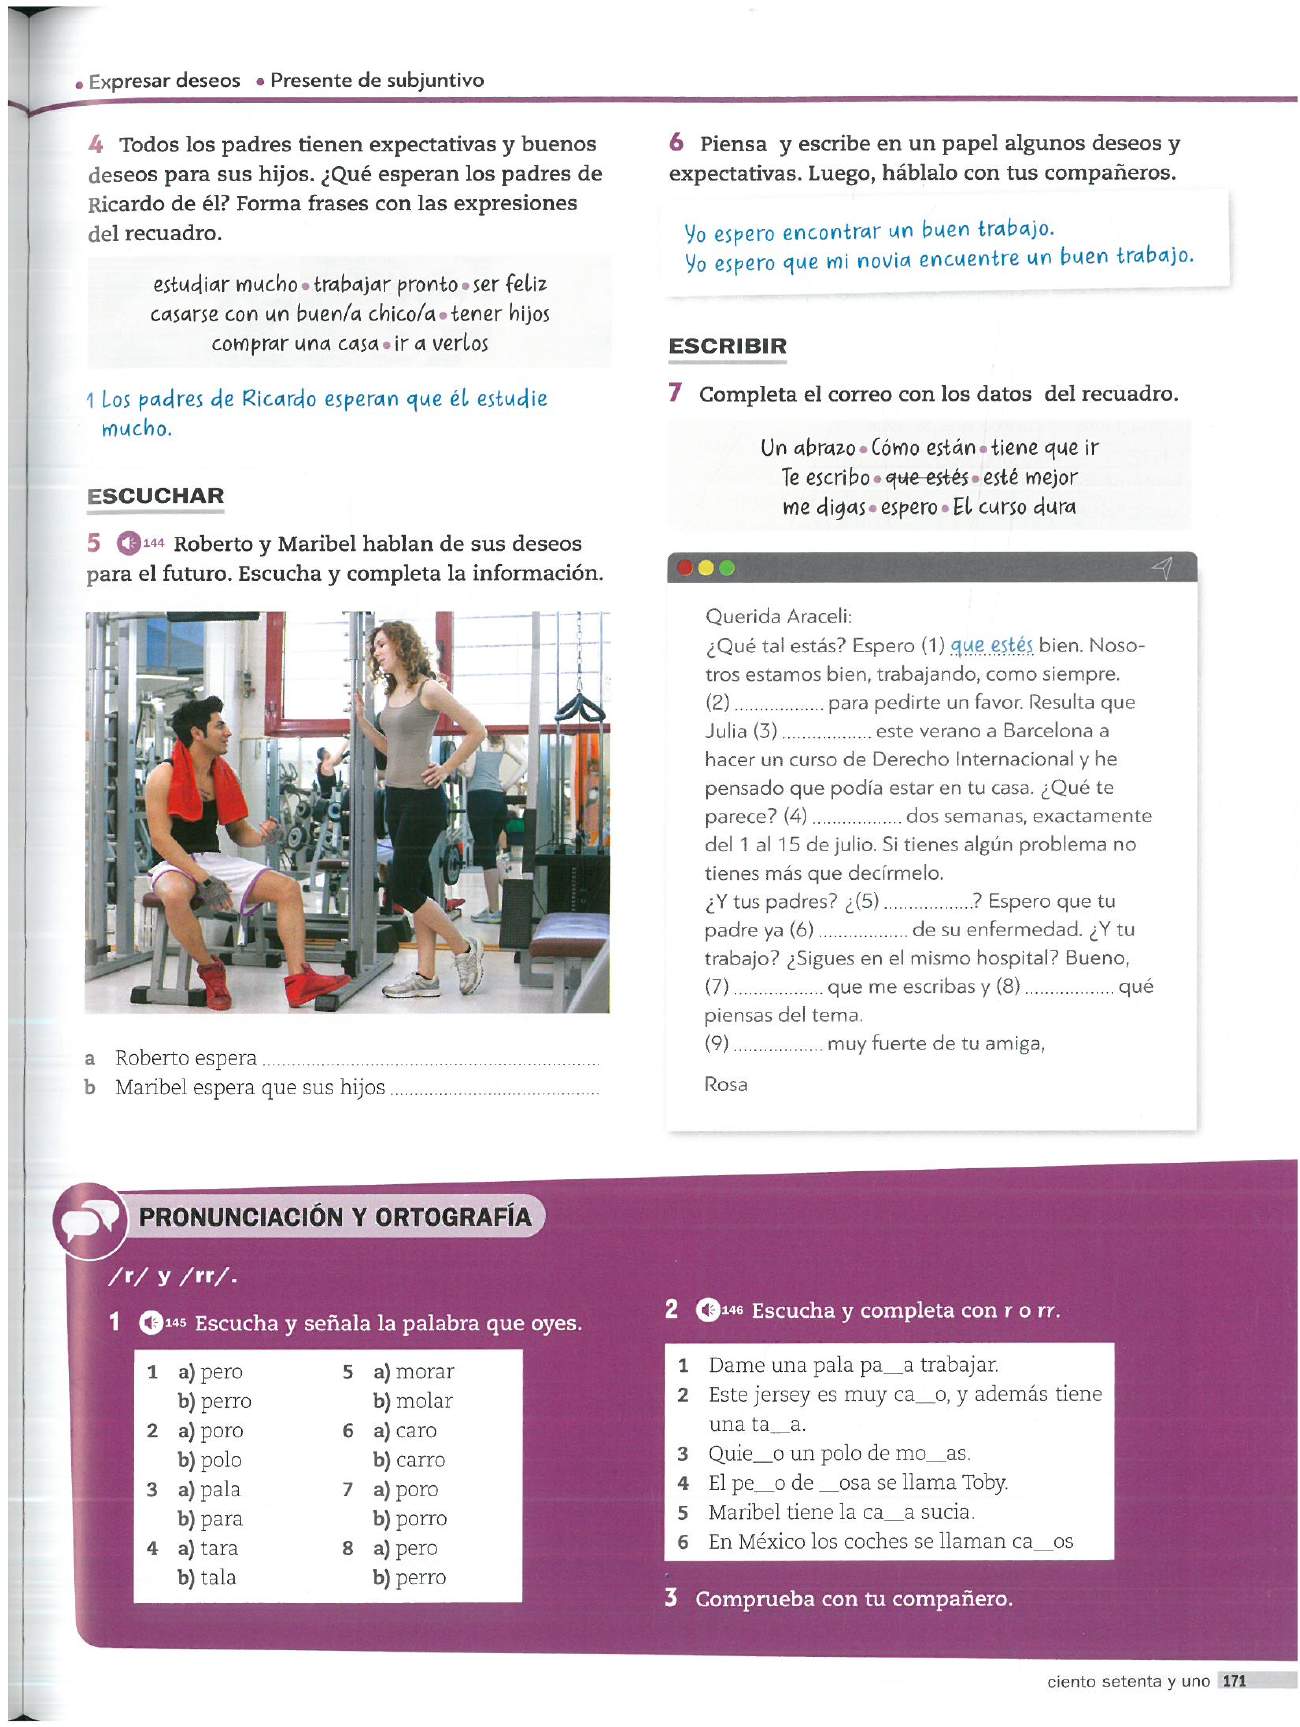 Expresar deseos • Presente de subjuntivo
4 Todos los padres tienen expectativas y buenos
deseos para sus hijos. ¿Qué esperan los padres de
Ricardo de él? Forma frases con las expresiones
del recuadro.
estudiar mucho • trabajar pronto • ser feliz
casarse con un buen/a chico/a • tener hijos
comprar una casa • ir a verlos
1 Los padres de Ricardo esperan que él estudie
mucho.
ESCUCHAR
5 144 Roberto y Maribel hablan de sus deseos
para el futuro. Escucha y completa la información.
a Roberto espera ..........
b Maribel espera que sus hijos ..........
6 Piensa y escribe en un papel algunos deseos y
expectativas. Luego, háblalo con tus compañeros.
Yo espero encontrar un buen trabajo.
Yo espero que mi novia encuentre un buen trabajo.
ESCRIBIR
7 Completa el correo con los datos del recuadro.
Un abrazo • Cómo están • tiene que ir
Te escribo • que estés • esté mejor
me digas • espero • El curso dura
Querida Araceli:
¿Qué tal estás? Espero (1) que estés bien. Noso-
tros estamos bien, trabajando, como siempre.
(2) .......... para pedirte un favor. Resulta que
Julia (3) .......... este verano a Barcelona a
hacer un curso de Derecho Internacional y he
pensado que podía estar en tu casa. ¿Qué te
parece? (4) .......... dos semanas, exactamente
del 1 al 15 de julio. Si tienes algún problema no
tienes más que decírmelo.
¿Y tus padres? ¿(5) ..........? Espero que tu
padre ya (6) .......... de su enfermedad. ¿Y tu
trabajo? ¿Sigues en el mismo hospital? Bueno,
(7) .......... que me escribas y (8) .......... qué
piensas del tema.
(9) .......... muy fuerte de tu amiga,
Rosa
PRONUNCIACIÓN Y ORTOGRAFÍA
/r/ y /rr/.
1 145 Escucha y señala la palabra que oyes.
1 a) pero
b) perro
2 a) poro
b) polo
3 a) pala
b) para
4 a) tara
b) tala
5 a) morar
b) molar
6 a) caro
b) carro
7 a) poro
b) porro
8 a) pero
b) perro
2 146 Escucha y completa con r o rr.
1 Dame una pala pa__a trabajar.
2 Este jersey es muy ca__o, y además tiene
una ta__a.
3 Quie__o un polo de mo__as.
4 El pe__o de __osa se llama Toby.
5 Maribel tiene la ca__a sucia.
6 En México los coches se llaman ca__os
3 Comprueba con tu compañero.
ciento setenta y uno 171